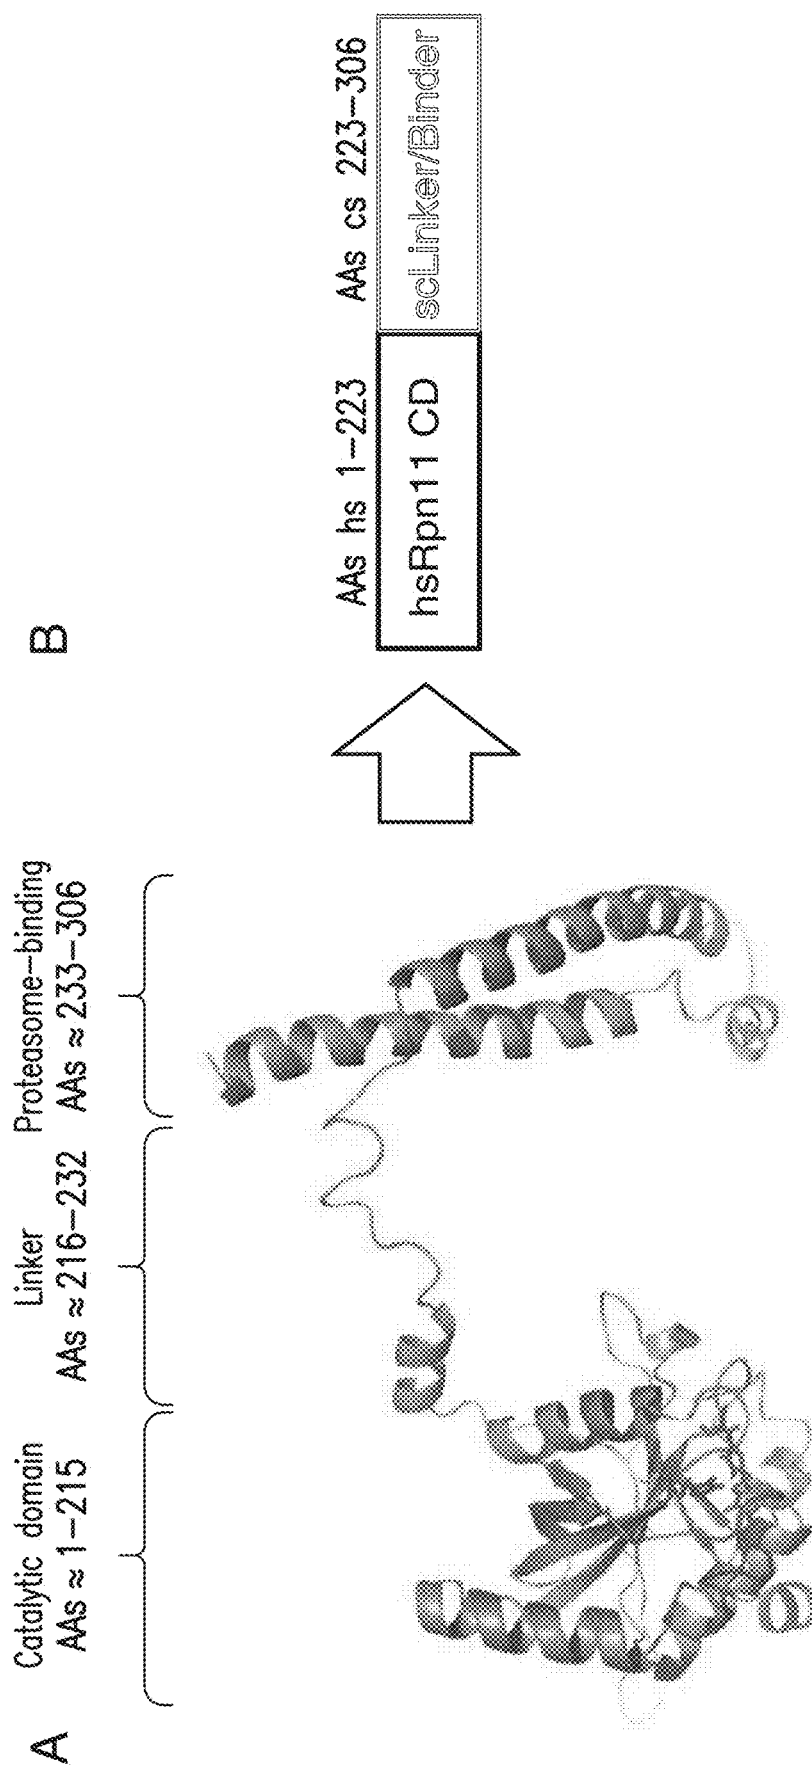 A
Catalytic domain
AAs ≈ 1–215
Linker
AAs ≈ 216–232
Proteasome–binding
AAs ≈ 233–306
B
AAs hs 1–223
AAs cs 223–306
hsRpn11 CD
scLinker/Binder